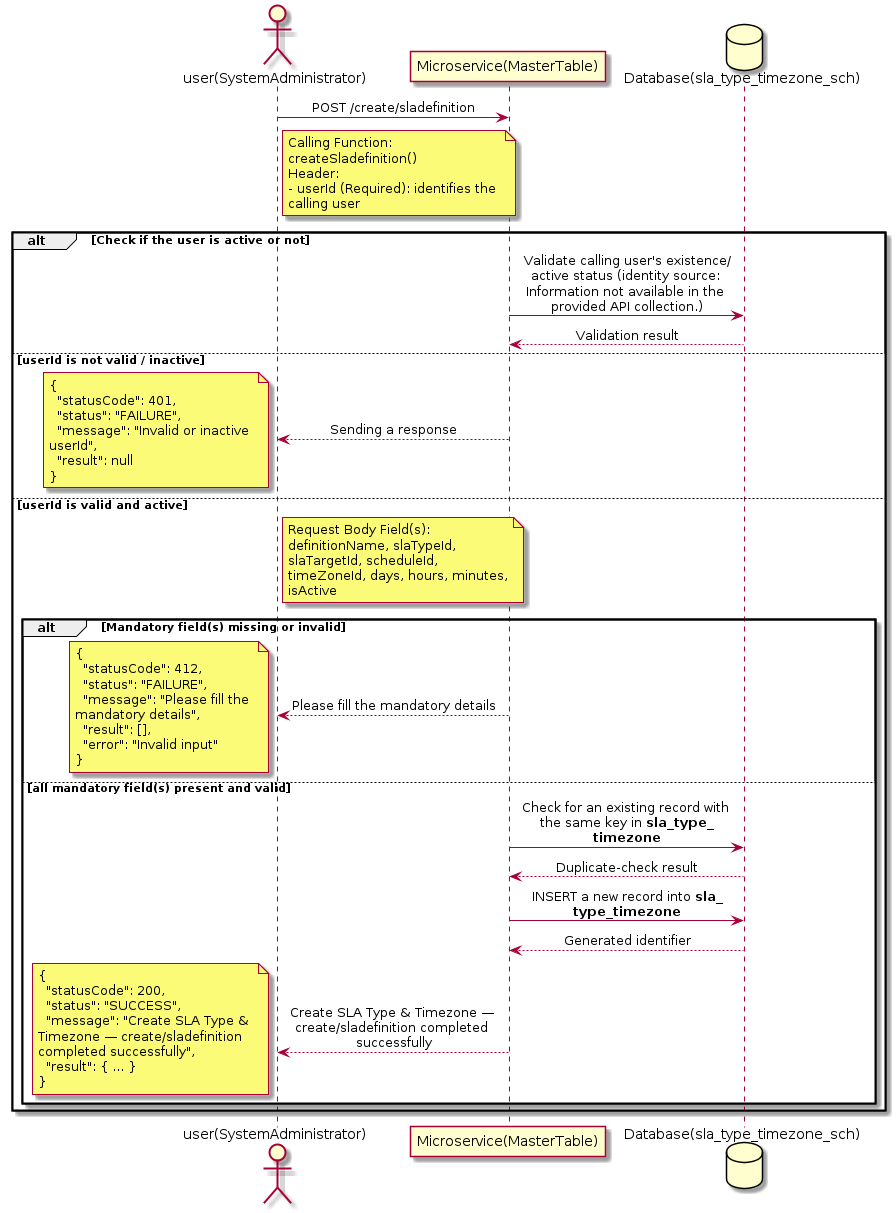 user(SystemAdministrator)
Microservice(MasterTable)
Database(sla_type_timezone_sch)
POST /create/sladefinition
Calling Function:
createSladefinition()
Header:
- userId (Required): identifies the
calling user
alt
[Check if the user is active or not]
Validate calling user's existence/
active status (identity source:
Information not available in the
provided API collection.)
Validation result
[userId is not valid / inactive]
{
"statusCode": 401,
"status": "FAILURE",
"message": "Invalid or inactive
userId",
"result": null
}
Sending a response
[userId is valid and active]
Request Body Field(s):
definitionName, slaTypeId,
slaTargetId, scheduleId,
timeZoneId, days, hours, minutes,
isActive
alt
[Mandatory field(s) missing or invalid]
{
"statusCode": 412,
"status": "FAILURE",
"message": "Please fill the
mandatory details",
"result": [],
"error": "Invalid input"
}
Please fill the mandatory details
[all mandatory field(s) present and valid]
Check for an existing record with
the same key in sla_type_
timezone
Duplicate-check result
INSERT a new record into sla_
type_timezone
Generated identifier
{
"statusCode": 200,
"status": "SUCCESS",
"message": "Create SLA Type &
Timezone — create/sladefinition
completed successfully",
"result": { ... }
}
Create SLA Type & Timezone —
create/sladefinition completed
successfully
user(SystemAdministrator)
Microservice(MasterTable)
Database(sla_type_timezone_sch)